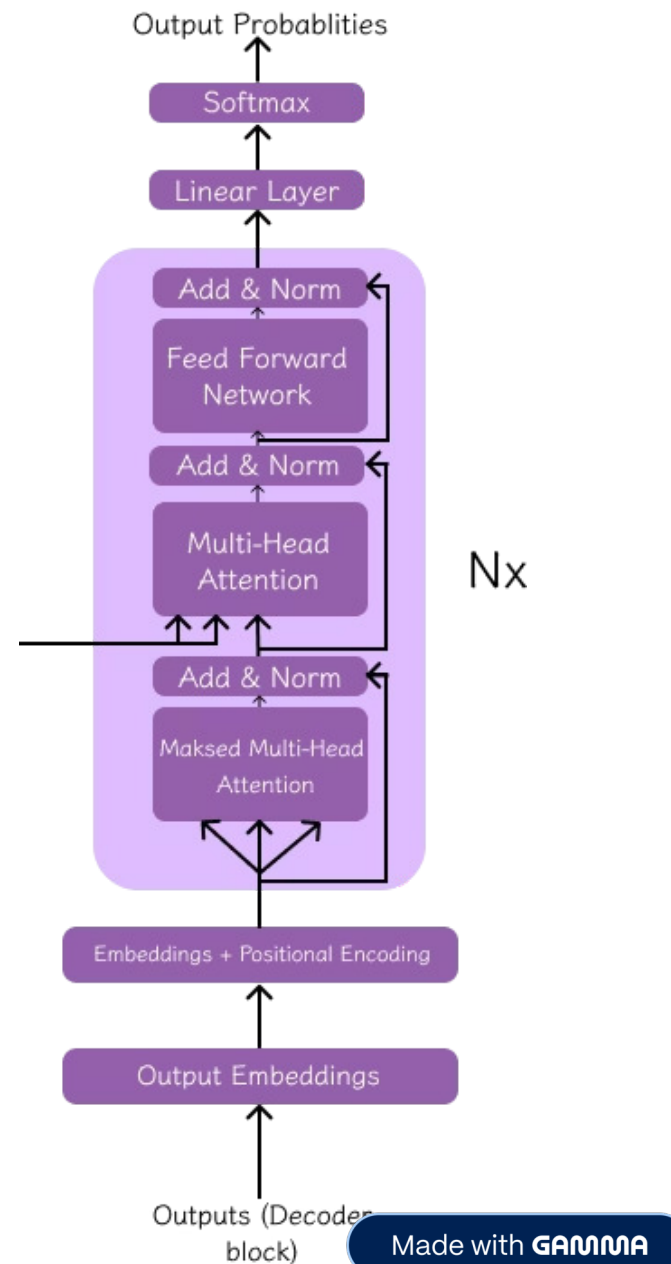 Output Probablities
Softmax
Linear Layer
Add & Norm
Feed Forward
Network
Add & Norm
Multi-Head
Attention
Nx
Add & Norm
Maksed Multi-Head
Attention
Embeddings + Positional Encoding
Output Embeddings
Outputs (Decoder
block)
Made with GAMMA